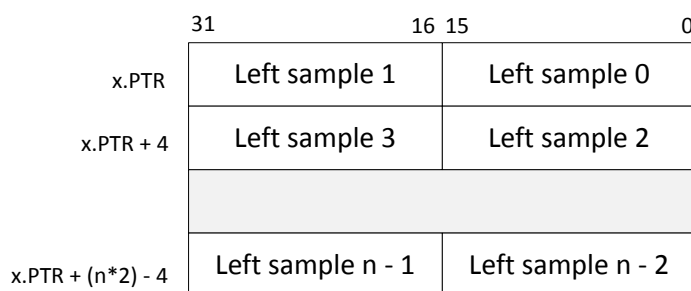 31 16 15 0
x.PTR Left sample 1 Left sample 0
x.PTR + 4 Left sample 3 Left sample 2
x.PTR + (n*2) - 4 Left sample n - 1 Left sample n - 2